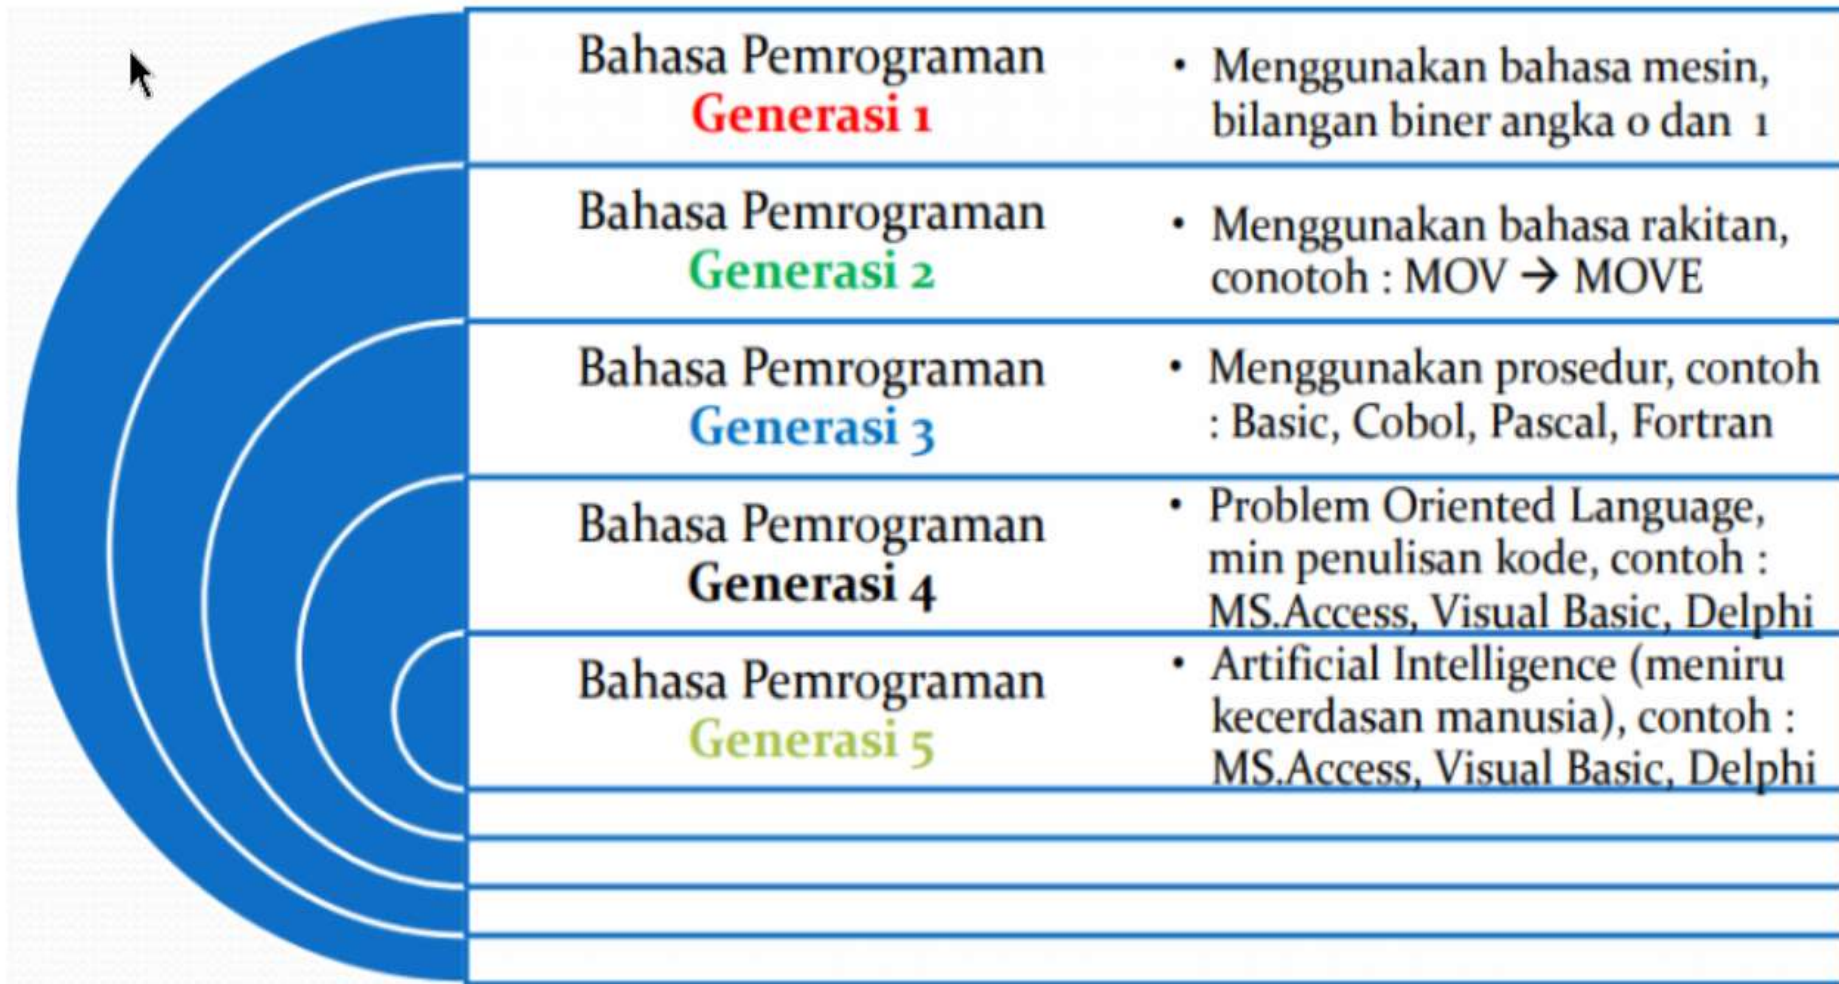 Bahasa Pemrograman
Generasi 1
• Menggunakan bahasa mesin,
bilangan biner angka 0 dan 1
Bahasa Pemrograman
Generasi 2
• Menggunakan bahasa rakitan,
conotoh : MOV → MOVE
Bahasa Pemrograman
Generasi 3
• Menggunakan prosedur, contoh
: Basic, Cobol, Pascal, Fortran
Bahasa Pemrograman
Generasi 4
• Problem Oriented Language,
min penulisan kode, contoh :
MS.Access, Visual Basic, Delphi
Bahasa Pemrograman
Generasi 5
• Artificial Intelligence (meniru
kecerdasan manusia), contoh :
MS.Access, Visual Basic, Delphi